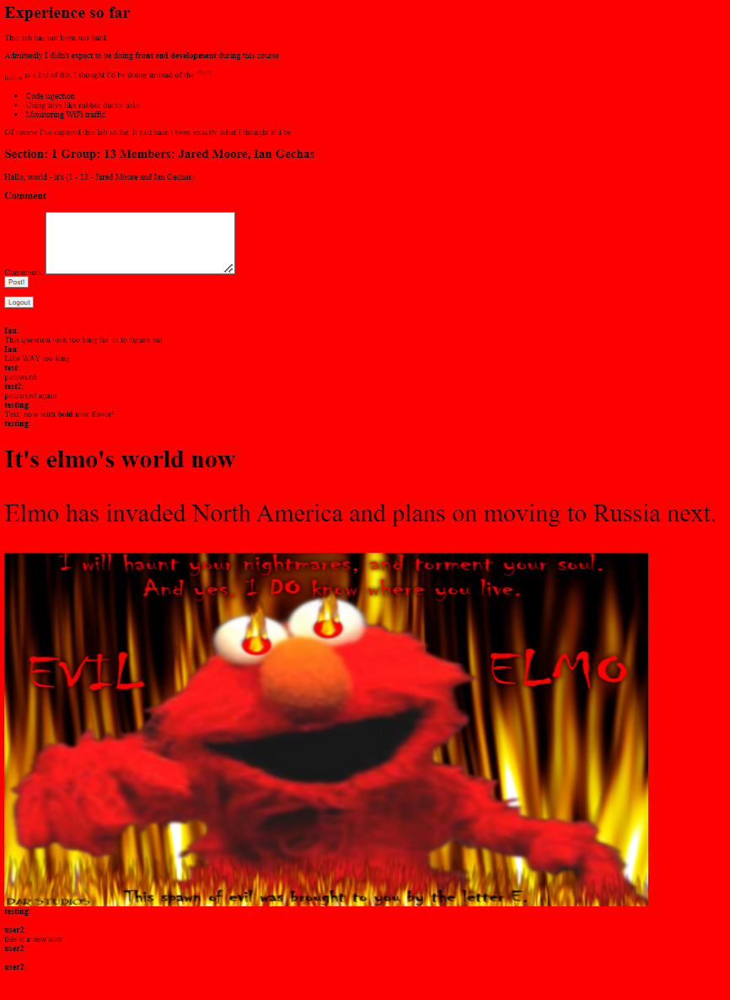 Experience so far
This lab has not been too hard.
Admittedly I didn't expect to be doing front end development during this course
Below is a list of this I thought I'd be doing instead of the above
Code injection
Using toys like rubber ducky usbs
Monitoring WiFi traffic
Of course I've enjoyed this lab so far. It just hasn't been exactly what I thought it'd be
Section: 1 Group: 13 Members: Jared Moore, Ian Gechas
Hello, world - it's (1 - 13 - Jared Moore and Ian Gechas)
Comment
Comments:
Post!
Logout
Ian:
This question took too long for us to figure out
Ian:
Like WAY too long
test:
password
test2:
password again
testing:
Text, now with bold new flavor!
testing:
It's elmo's world now
Elmo has invaded North America and plans on moving to Russia next.
I will haunt your nightmares, and torment your soul.
And yes, I DO know where you live.
EVIL ELMO
This spawn of evil was brought to you by the letter E.
DAR STUDIOS
testing:
user2:
this is a new user
user2:
user2: